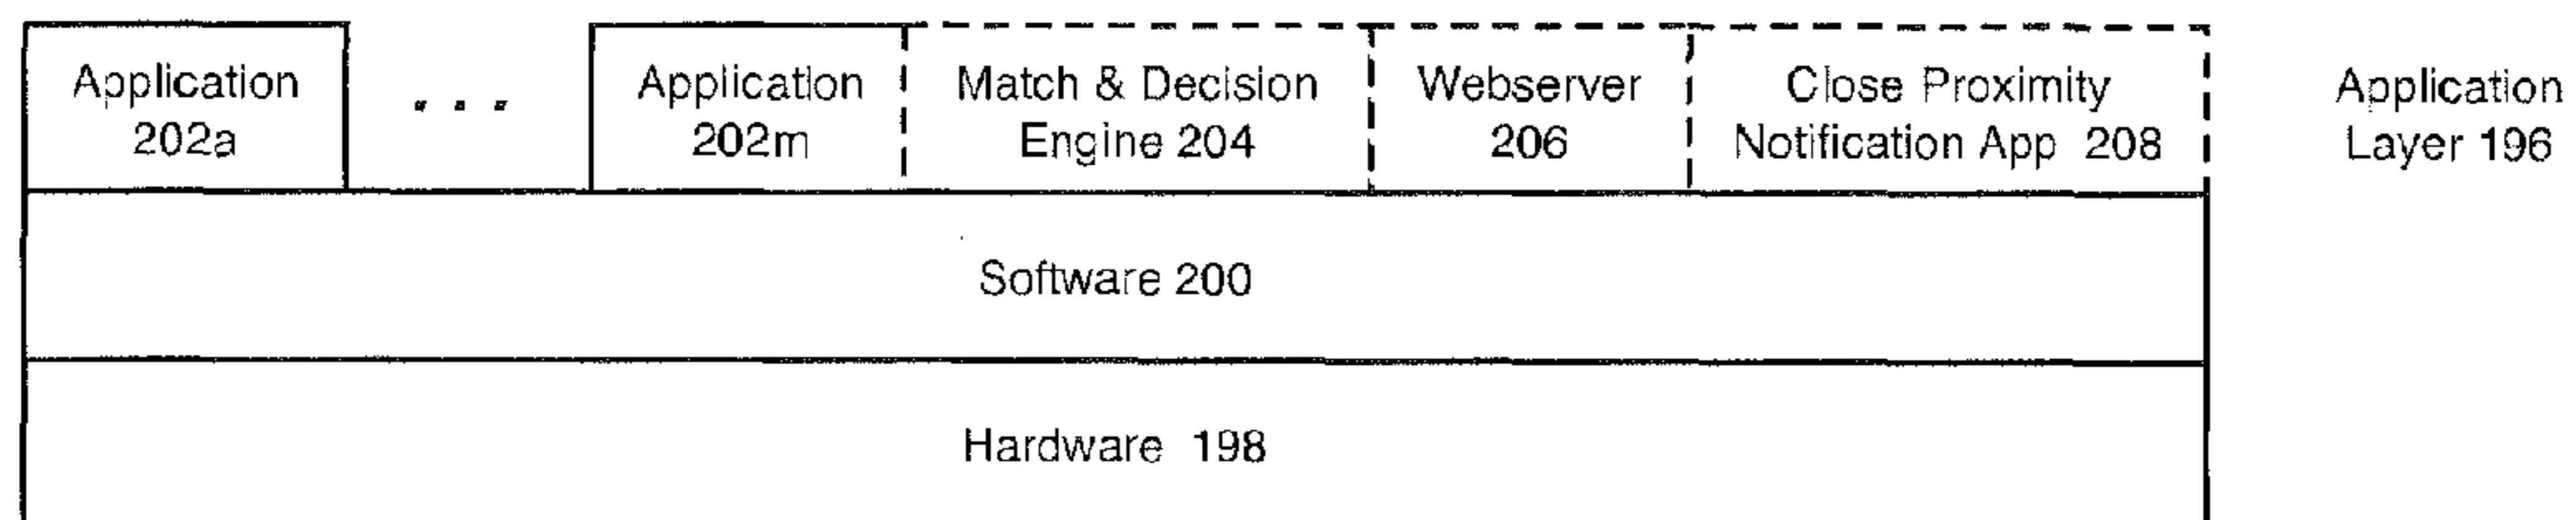 Application
202a
. . .
Application
202m
Match & Decision
Engine 204
Webserver
206
Close Proximity
Notification App 208
Application
Layer 196
Software 200
Hardware 198